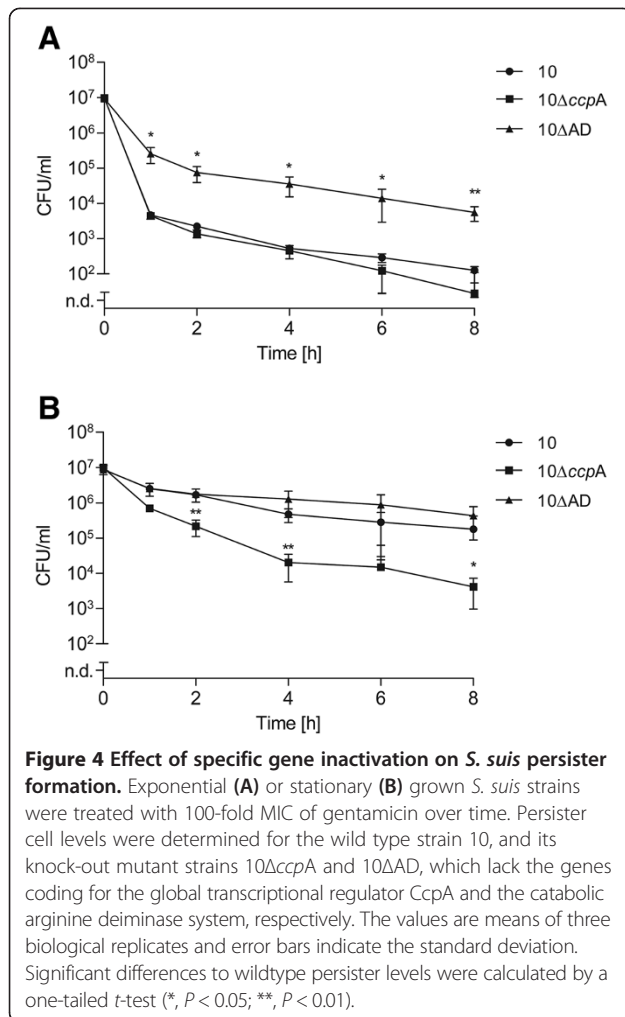 A
10⁸
10⁷
10⁶
10⁵
10⁴
10³
10²
n.d.
CFU/ml
0 2 4 6 8
Time [h]
10
10ΔccpA
10ΔAD
* * * * **
B
10⁸
10⁷
10⁶
10⁵
10⁴
10³
10²
n.d.
CFU/ml
0 2 4 6 8
Time [h]
10
10ΔccpA
10ΔAD
** ** *
Figure 4 Effect of specific gene inactivation on S. suis persister
formation. Exponential (A) or stationary (B) grown S. suis strains
were treated with 100-fold MIC of gentamicin over time. Persister
cell levels were determined for the wild type strain 10, and its
knock-out mutant strains 10ΔccpA and 10ΔAD, which lack the genes
coding for the global transcriptional regulator CcpA and the catabolic
arginine deiminase system, respectively. The values are means of three
biological replicates and error bars indicate the standard deviation.
Significant differences to wildtype persister levels were calculated by a
one-tailed t-test (*, P < 0.05; **, P < 0.01).